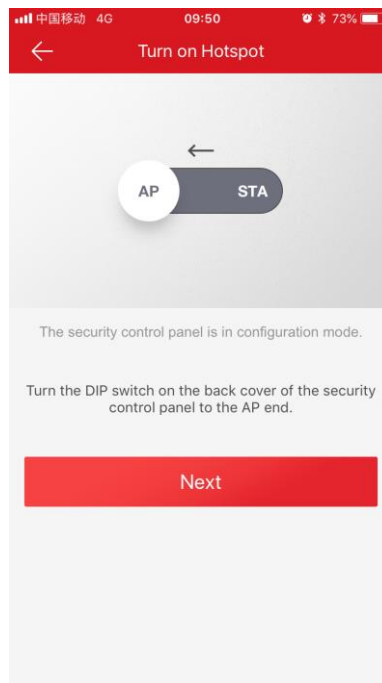 中国移动 4G 09:50 73%
Turn on Hotspot
AP STA
The security control panel is in configuration mode.
Turn the DIP switch on the back cover of the security
control panel to the AP end.
Next